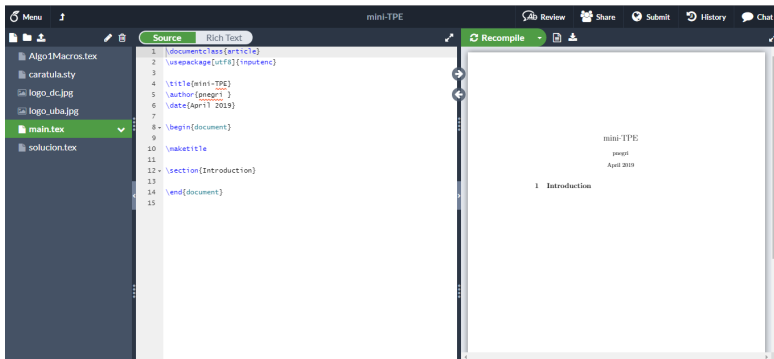 Menu
mini-TPE
Review
Share
Submit
History
Chat
Source
Rich Text
Recompile
Algo1Macros.tex
caratula.sty
logo_dc.jpg
logo_uba.jpg
main.tex
solucion.tex
1 \documentclass{article}
2 \usepackage[utf8]{inputenc}
3
4 \title{mini-TPE}
5 \author{pnegri }
6 \date{April 2019}
7
8 \begin{document}
9
10 \maketitle
11
12 \section{Introduction}
13
14 \end{document}
15
mini-TPE
pnegri
April 2019
1 Introduction